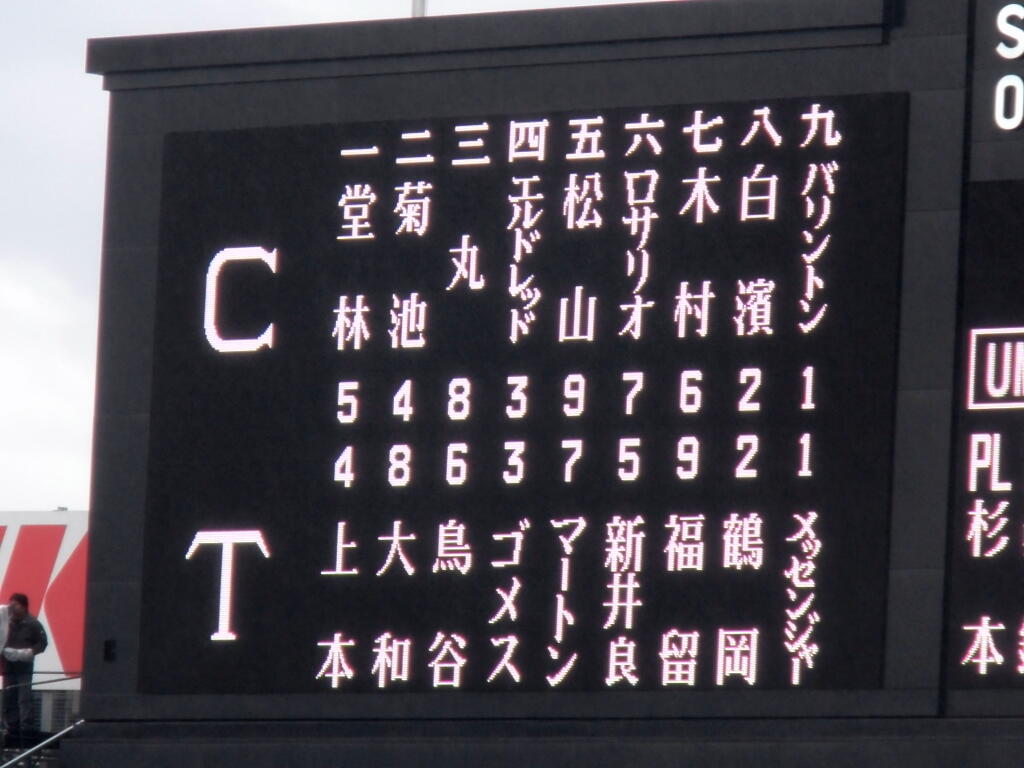 一 二 三 四 五 六 七 八 九
C
堂林 菊池 丸 エルドレッド 松山 ロサリオ 木村 白濱 バリントン
5 4 8 3 9 7 6 2 1
4 8 6 3 7 5 9 2 1
T
上本 大和 鳥谷 ゴメス マートン 新井良 福留 鶴岡 メッセンジャー
S
O
UM
PL
杉本